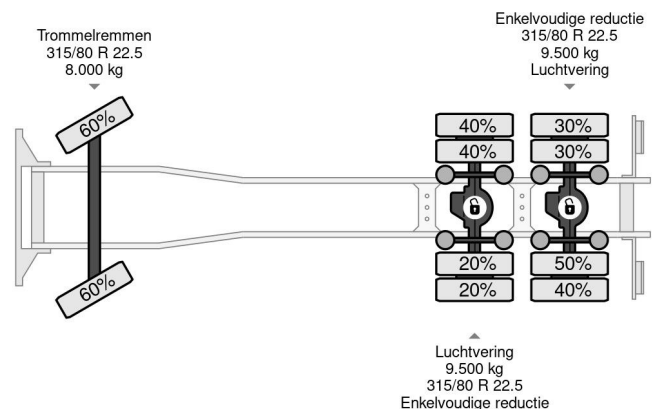 Enkelvoudige reductie
315/80 R 22.5
9.500 kg
Luchtvering
Trommelremmen
315/80 R 22.5
8.000 kg
60%
40%
30%
40%
30%
20%
50%
60%
20%
40%
Luchtvering
9.500 kg
315/80 R 22.5
Enkelvoudige reductie